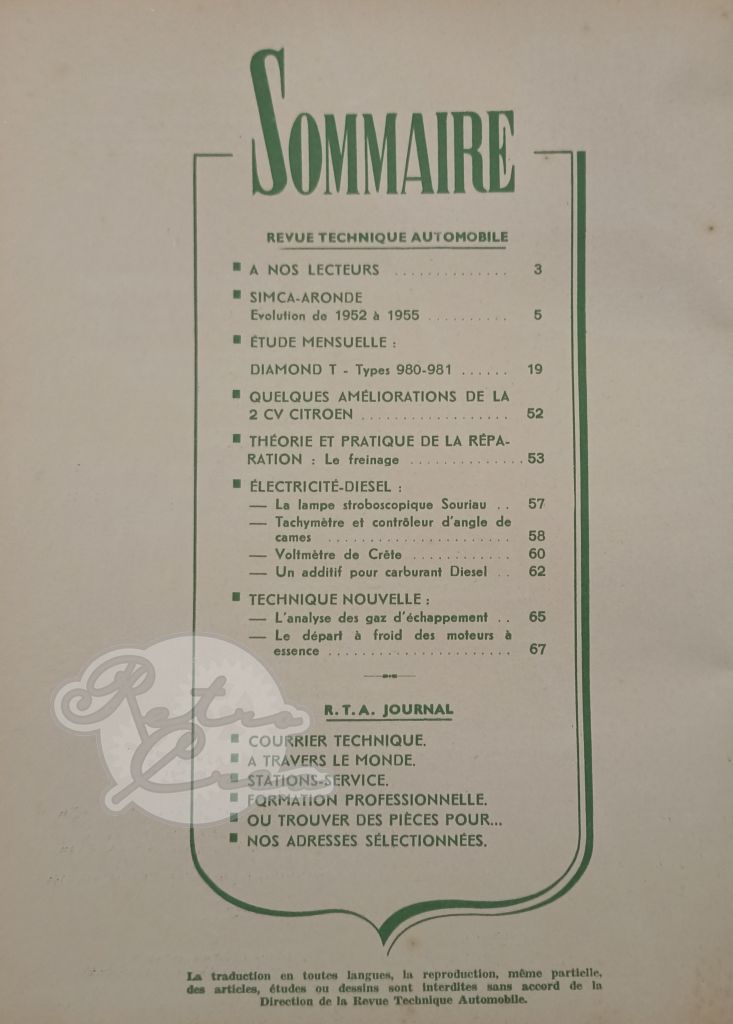 SOMMAIRE
REVUE TECHNIQUE AUTOMOBILE
■ A NOS LECTEURS .............. 3
■ SIMCA-ARONDE
Evolution de 1952 à 1955 .......... 5
■ ÉTUDE MENSUELLE :
DIAMOND T - Types 980-981 ...... 19
■ QUELQUES AMÉLIORATIONS DE LA
2 CV CITROEN .................. 52
■ THÉORIE ET PRATIQUE DE LA RÉPA-
RATION : Le freinage ............. 53
■ ÉLECTRICITÉ-DIESEL :
— La lampe stroboscopique Souriau .. 57
— Tachymètre et contrôleur d'angle de
cames ...................... 58
— Voltmètre de Crête ............ 60
— Un additif pour carburant Diesel .. 62
■ TECHNIQUE NOUVELLE :
— L'analyse des gaz d'échappement .. 65
— Le départ à froid des moteurs à
essence ...................... 67
R.T.A. JOURNAL
■ COURRIER TECHNIQUE.
■ A TRAVERS LE MONDE.
■ STATIONS-SERVICE.
■ FORMATION PROFESSIONNELLE.
■ OU TROUVER DES PIÈCES POUR...
■ NOS ADRESSES SÉLECTIONNÉES.
Retro
La traduction en toutes langues, la reproduction, même partielle,
des articles, études ou dessins sont interdites sans accord de la
Direction de la Revue Technique Automobile.